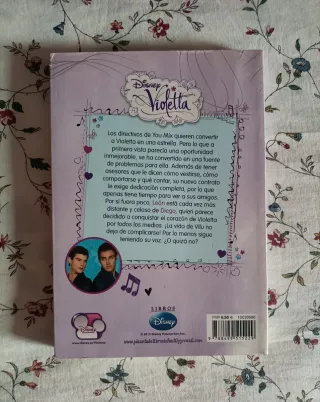 Disney
Violetta
Los directivos de You Mix quieren convertir
a Violetta en una estrella. Pero lo que a
primera vista parecía una oportunidad
inmejorable, se ha convertido en una fuente
de problemas para ella. Además de tener
asesores que le dicen cómo vestirse, cómo
comportarse y qué contar, su nuevo contrato
le exige dedicación completa, por lo que
apenas tiene tiempo para ver a sus amigas.
Por si fuera poco, León está cada vez más
distante y celoso de Diego, quien parece
decidido a conquistar el corazón de Violetta
por todos los medios. ¡La vida de Vilu no
deja de complicarse! Por lo menos sigue
teniendo su voz. ¿O quizá no?
LIBROS
Disney